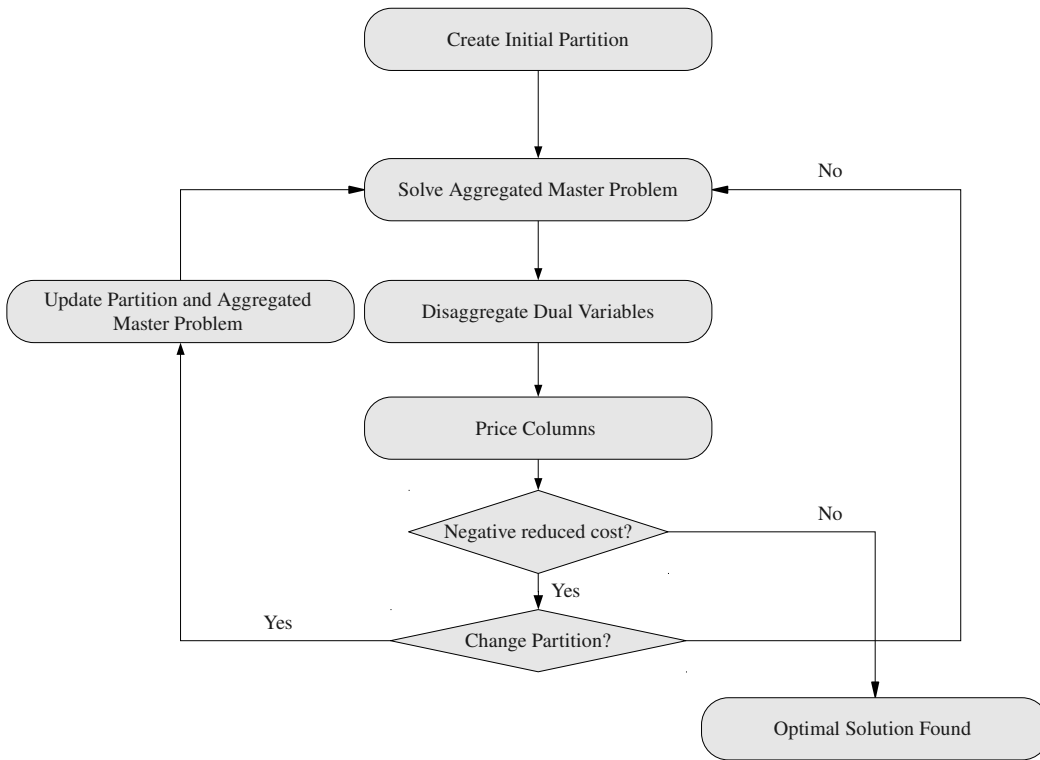 Create Initial Partition
Solve Aggregated Master Problem
No
Update Partition and Aggregated
Master Problem
Disaggregate Dual Variables
Price Columns
Negative reduced cost?
No
Yes
Yes
Change Partition?
Optimal Solution Found